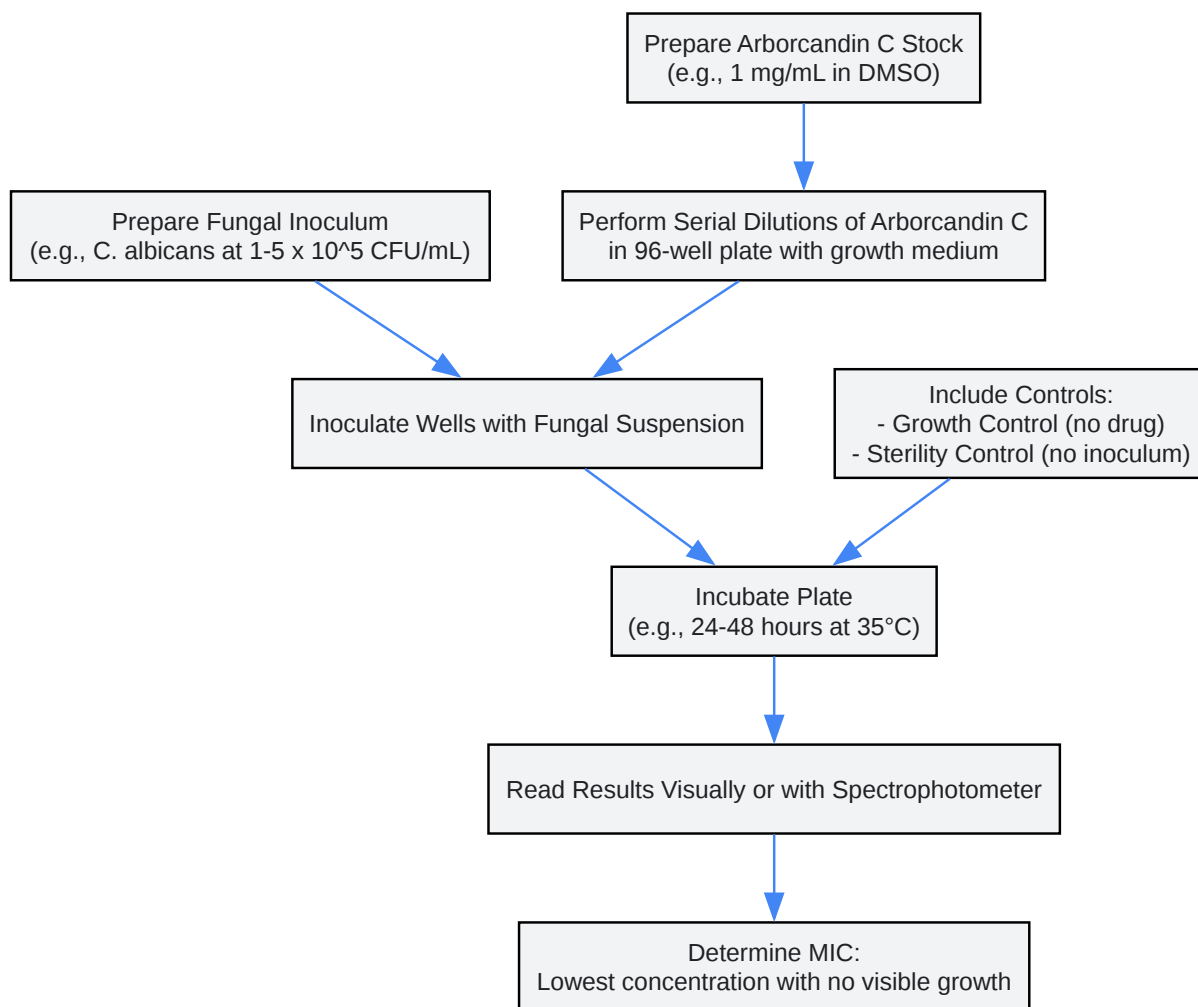 Prepare Arborcandin C Stock
(e.g., 1 mg/mL in DMSO)
Prepare Fungal Inoculum
(e.g., C. albicans at 1-5 x 10^5 CFU/mL)
Perform Serial Dilutions of Arborcandin C
in 96-well plate with growth medium
Inoculate Wells with Fungal Suspension
Include Controls:
- Growth Control (no drug)
- Sterility Control (no inoculum)
Incubate Plate
(e.g., 24-48 hours at 35°C)
Read Results Visually or with Spectrophotometer
Determine MIC:
Lowest concentration with no visible growth